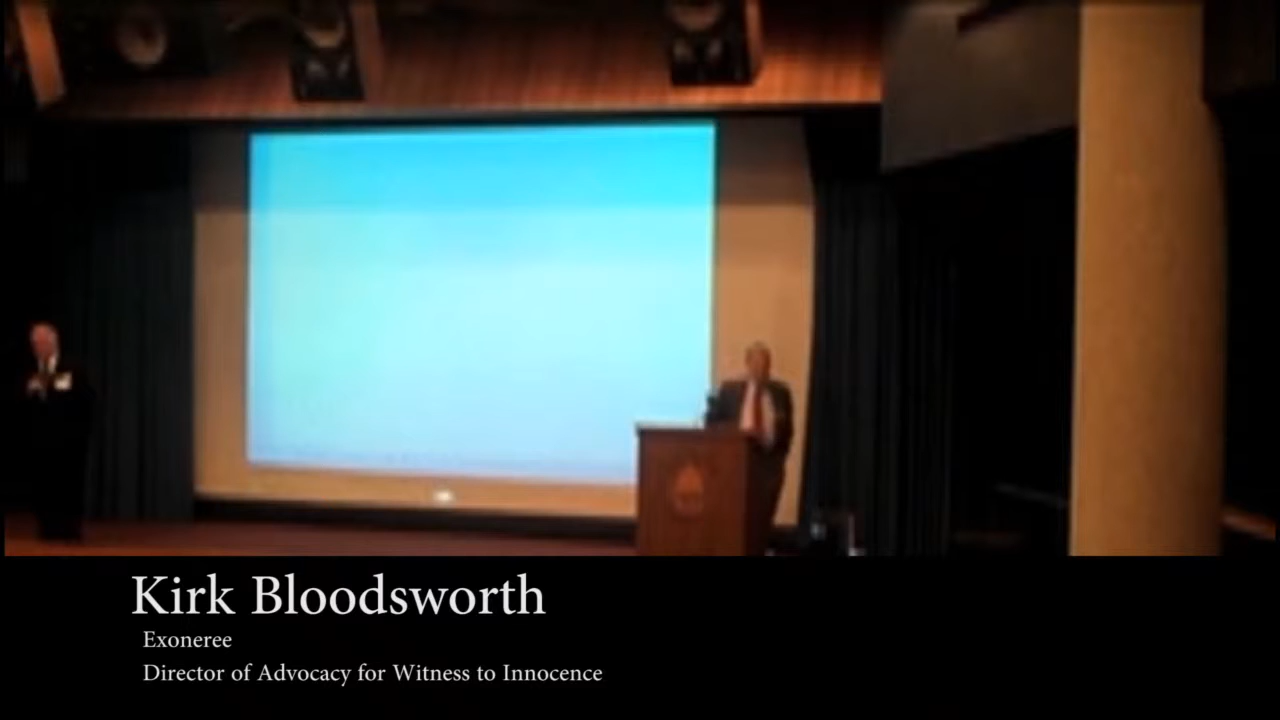 Kirk Bloodsworth
Exoneree
Director of Advocacy for Witness to Innocence